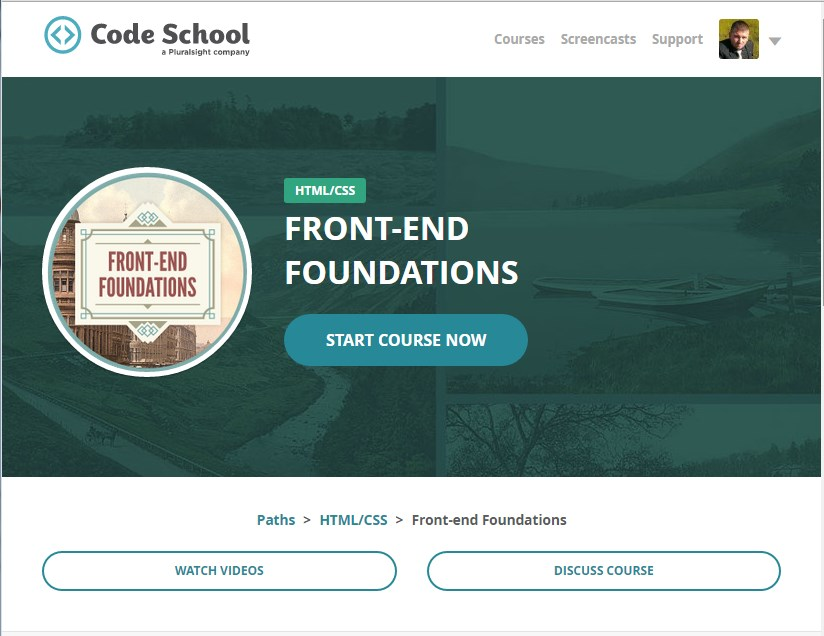 Code School
a Pluralsight company
Courses Screencasts Support
HTML/CSS
FRONT-END
FOUNDATIONS
FRONT-END
FOUNDATIONS
START COURSE NOW
Paths > HTML/CSS > Front-end Foundations
WATCH VIDEOS
DISCUSS COURSE